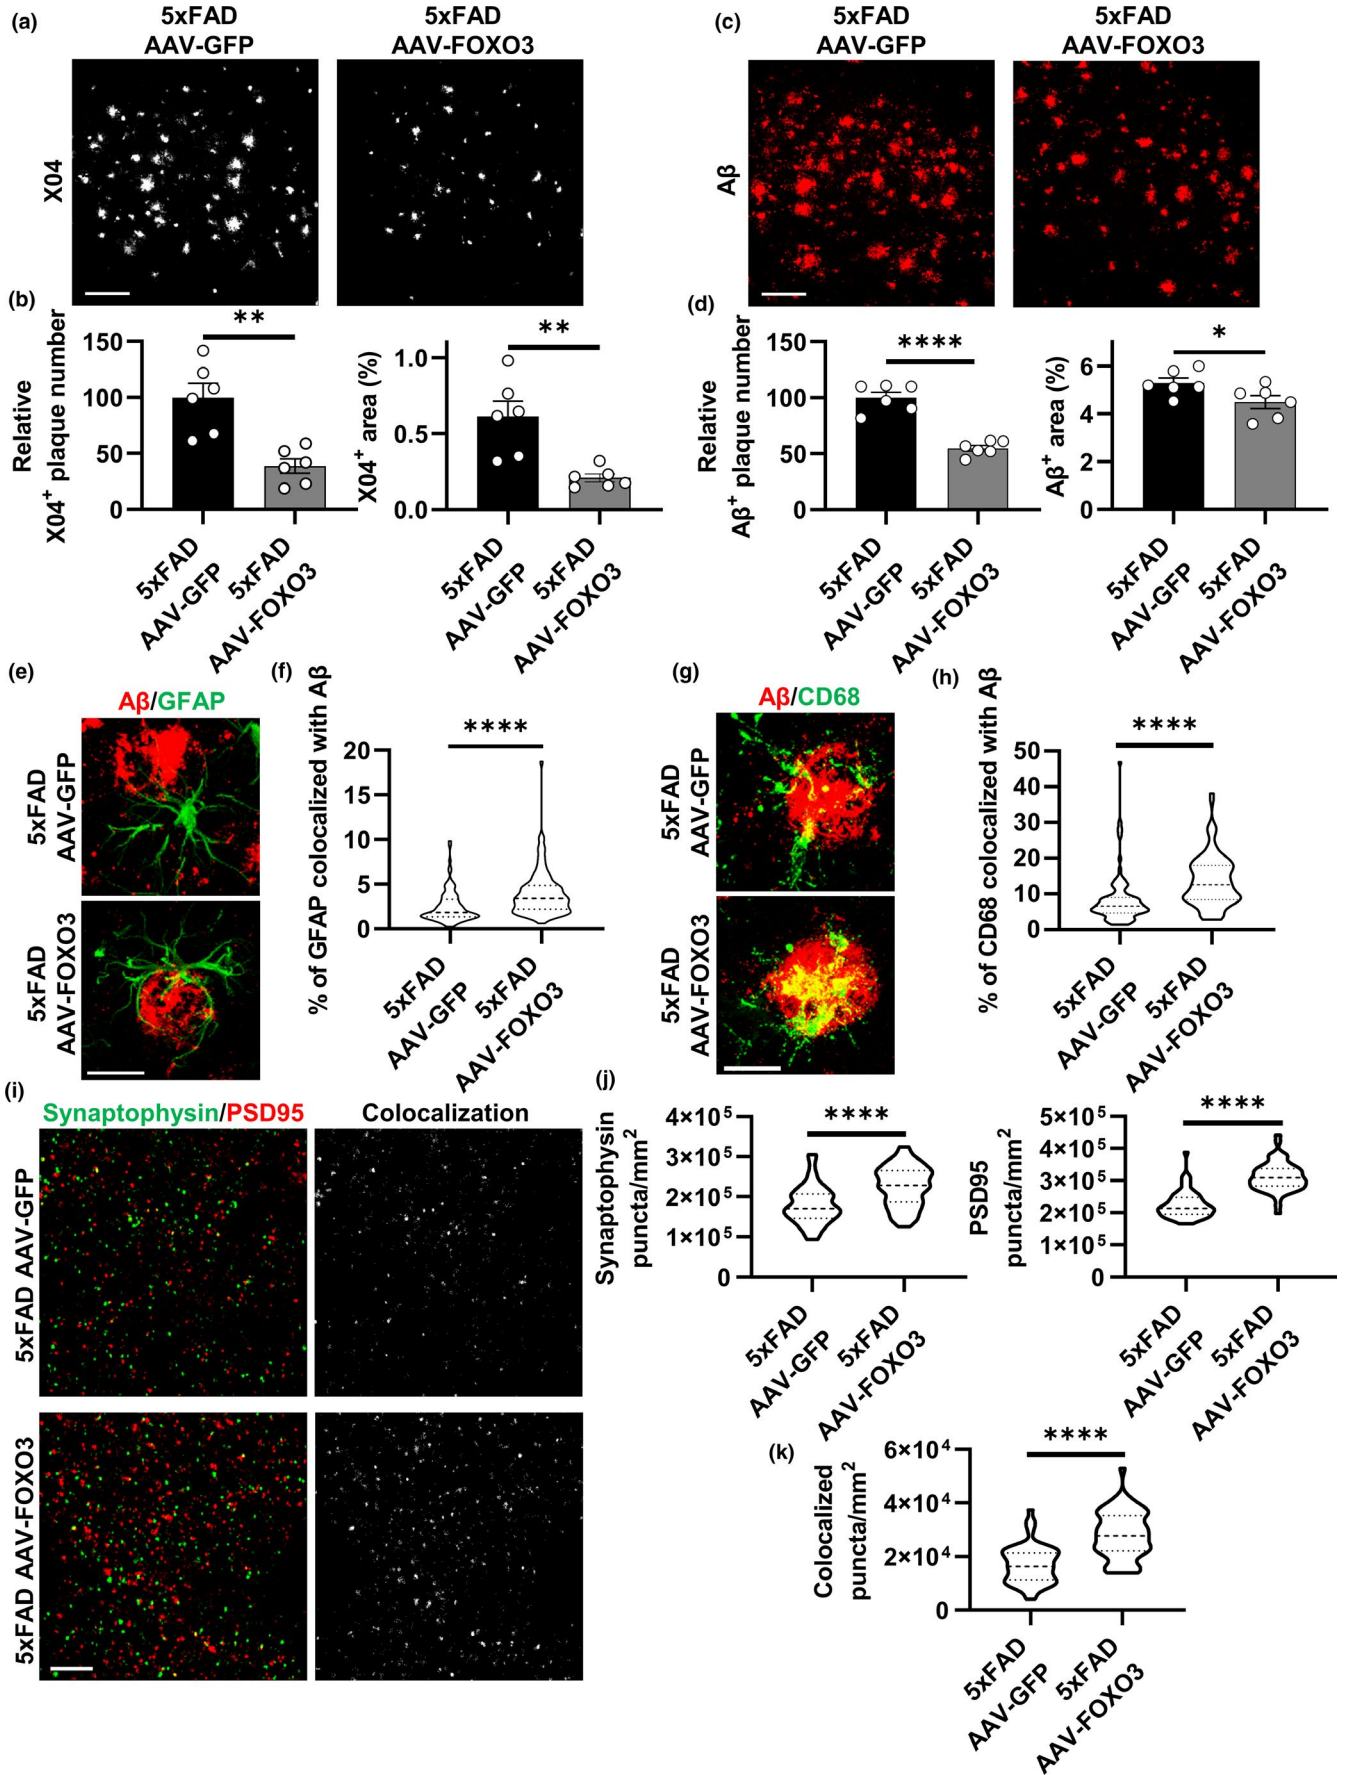 (a)
5xFAD
AAV-GFP
5xFAD
AAV-FOXO3
X04
(c)
5xFAD
AAV-GFP
5xFAD
AAV-FOXO3
Aβ
(b)
Relative
X04⁺ plaque number
150
100
50
0
**
5xFAD
AAV-GFP
5xFAD
AAV-FOXO3
X04⁺ area (%)
1.0
0.5
0.0
**
5xFAD
AAV-GFP
5xFAD
AAV-FOXO3
(d)
Relative
Aβ⁺ plaque number
150
100
50
0
****
5xFAD
AAV-GFP
5xFAD
AAV-FOXO3
Aβ⁺ area (%)
6
4
2
0
*
5xFAD
AAV-GFP
5xFAD
AAV-FOXO3
(e)
Aβ/GFAP
5xFAD
AAV-GFP
5xFAD
AAV-FOXO3
(f)
% of GFAP colocalized with Aβ
20
15
10
5
0
****
5xFAD
AAV-GFP
5xFAD
AAV-FOXO3
(g)
Aβ/CD68
5xFAD
AAV-GFP
5xFAD
AAV-FOXO3
(h)
% of CD68 colocalized with Aβ
50
40
30
20
10
0
****
5xFAD
AAV-GFP
5xFAD
AAV-FOXO3
(i)
Synaptophysin/PSD95
Colocalization
5xFAD AAV-GFP
5xFAD AAV-FOXO3
(j)
Synaptophysin
puncta/mm²
4×10⁵
3×10⁵
2×10⁵
1×10⁵
0
****
5xFAD
AAV-GFP
5xFAD
AAV-FOXO3
PSD95
puncta/mm²
5×10⁵
4×10⁵
3×10⁵
2×10⁵
1×10⁵
0
****
5xFAD
AAV-GFP
5xFAD
AAV-FOXO3
(k)
Colocalized
puncta/mm²
6×10⁴
4×10⁴
2×10⁴
0
****
5xFAD
AAV-GFP
5xFAD
AAV-FOXO3